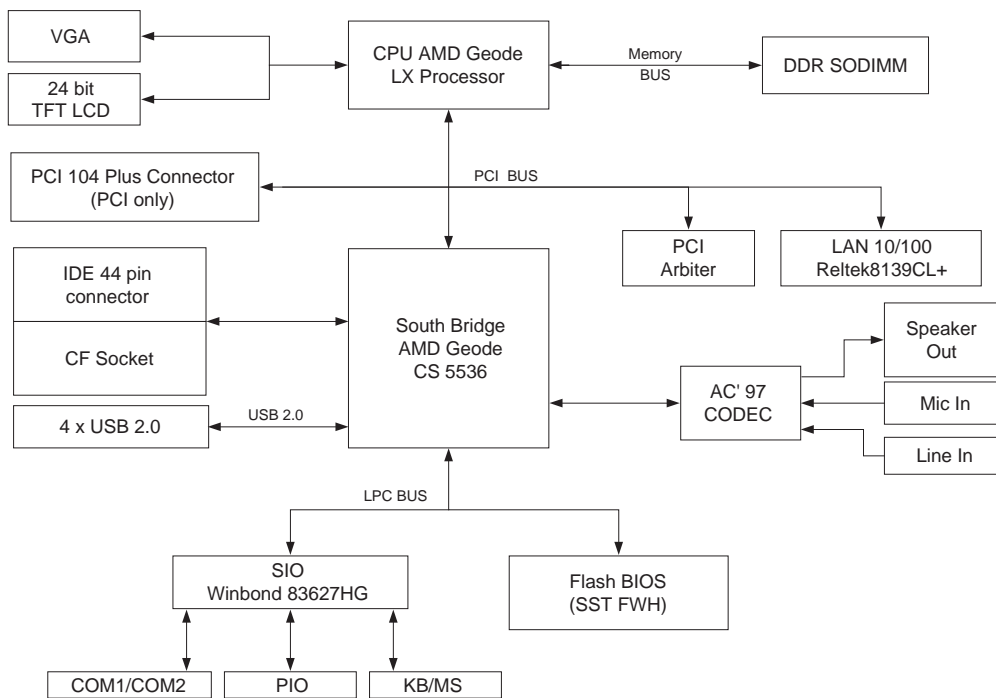 VGA
24 bit
TFT LCD
CPU AMD Geode
LX Processor
Memory
BUS
DDR SODIMM
PCI 104 Plus Connector
(PCI only)
PCI BUS
PCI
Arbiter
LAN 10/100
Reltek8139CL+
IDE 44 pin
connector
CF Socket
4 x USB 2.0
USB 2.0
South Bridge
AMD Geode
CS 5536
AC' 97
CODEC
Speaker
Out
Mic In
Line In
LPC BUS
SIO
Winbond 83627HG
Flash BIOS
(SST FWH)
COM1/COM2
PIO
KB/MS